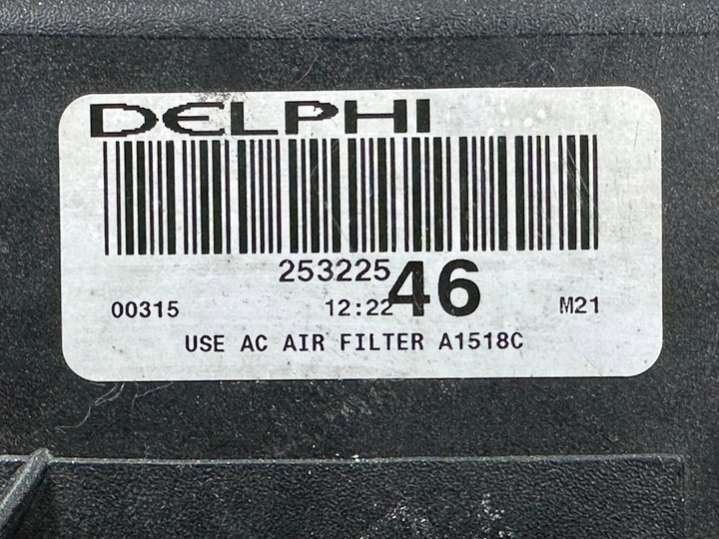 DELPHI
25322546
00315 12:22 M21
USE AC AIR FILTER A1518C